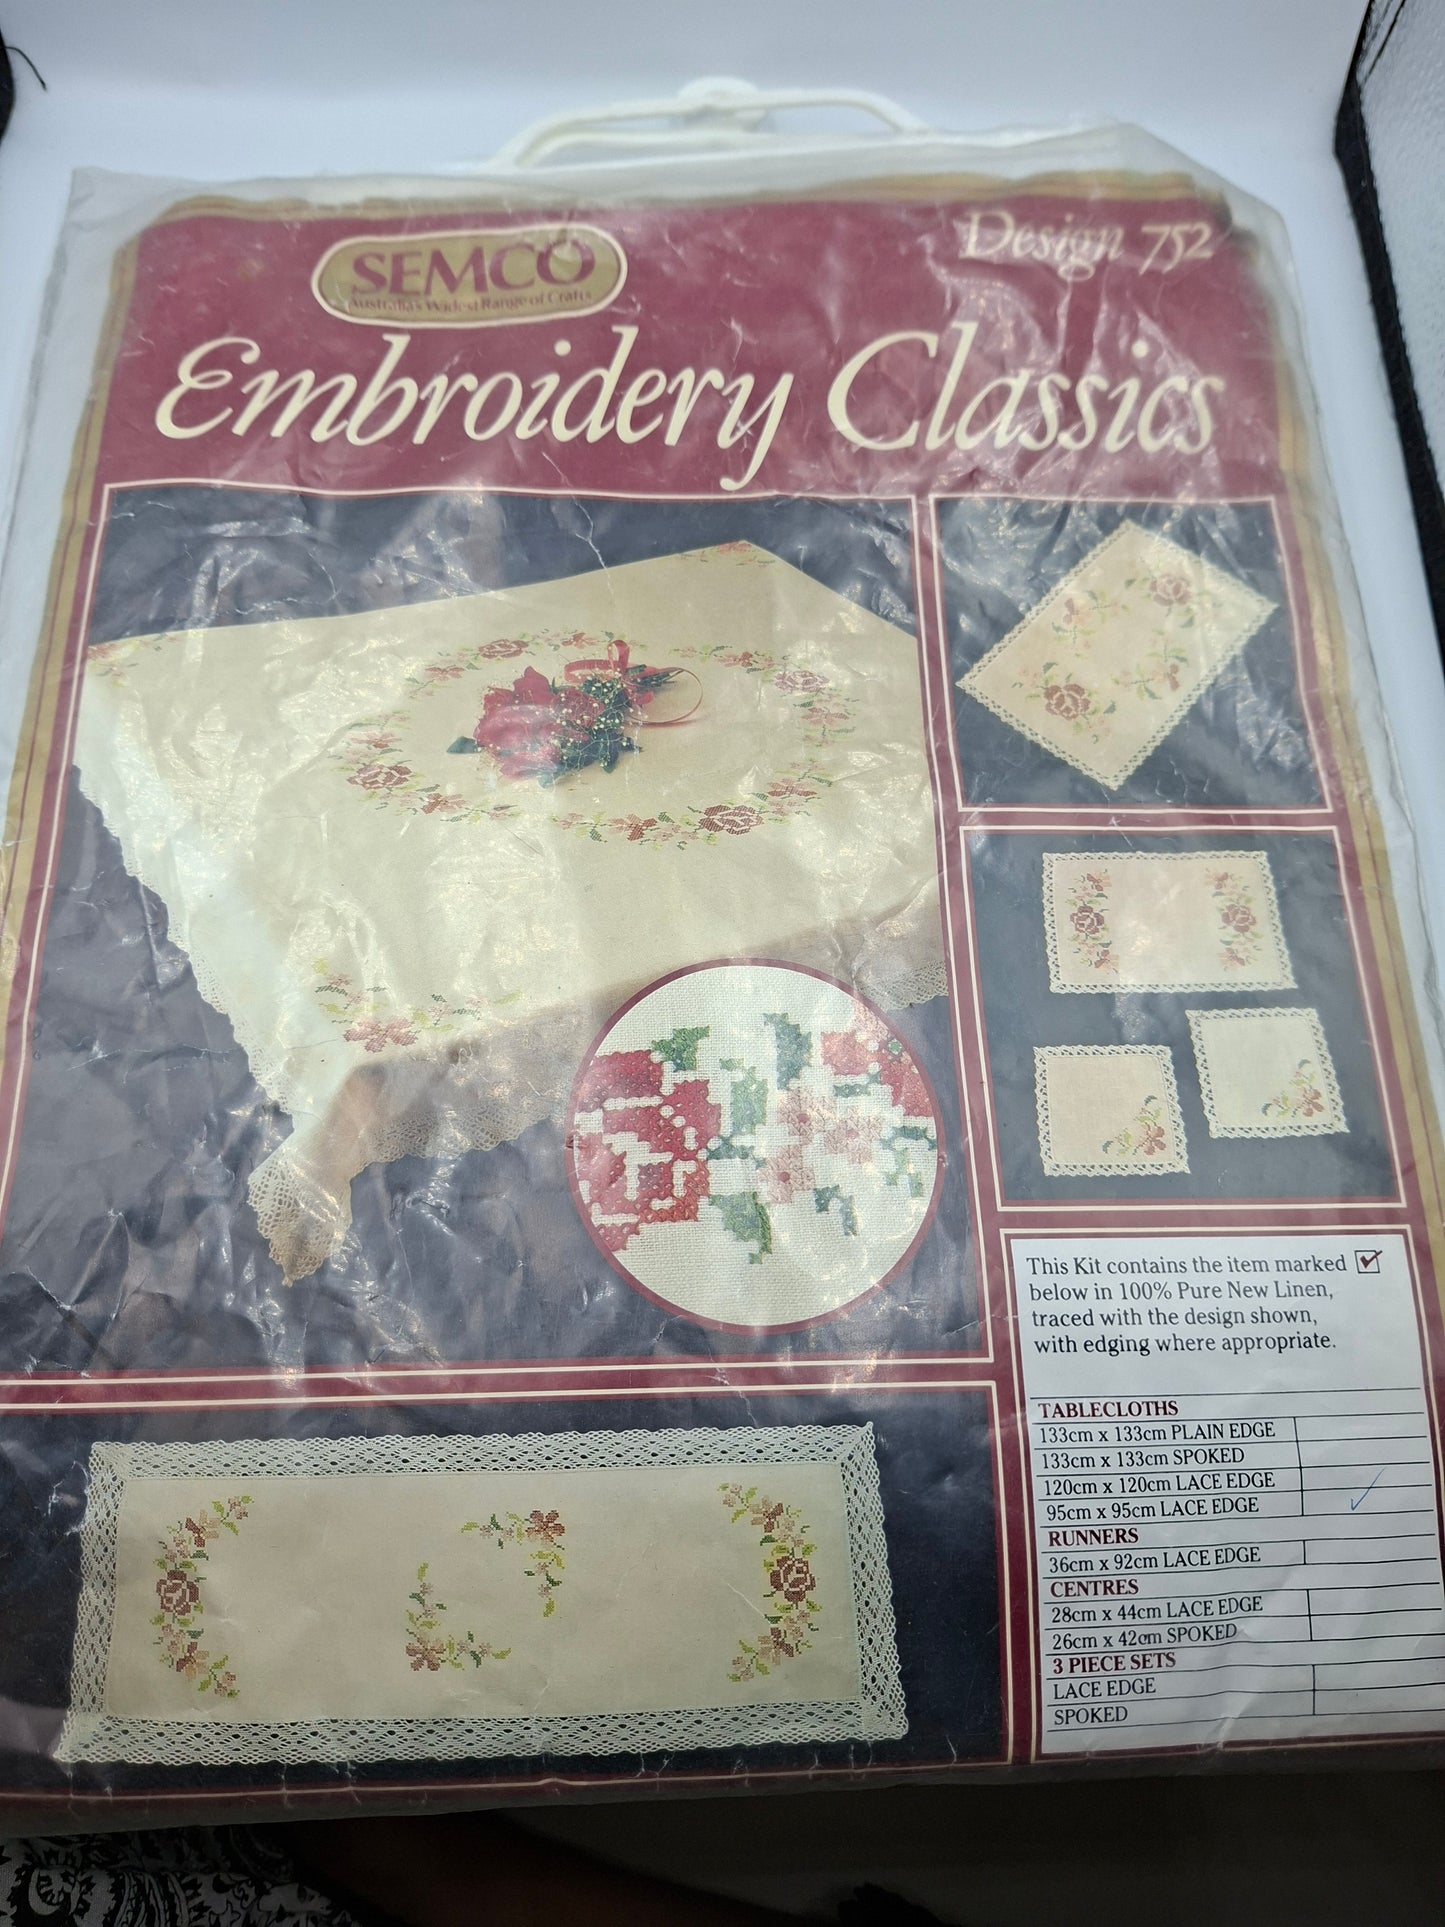 SEMCO
Australia's Widest Range of Crafts
Design 752
Embroidery Classics
This Kit contains the item marked
below in 100% Pure New Linen,
traced with the design shown,
with edging where appropriate.
TABLECLOTHS
133cm x 133cm PLAIN EDGE
133cm x 133cm SPOKED
120cm x 120cm LACE EDGE
95cm x 95cm LACE EDGE
RUNNERS
36cm x 92cm LACE EDGE
CENTRES
28cm x 44cm LACE EDGE
26cm x 42cm SPOKED
3 PIECE SETS
LACE EDGE
SPOKED